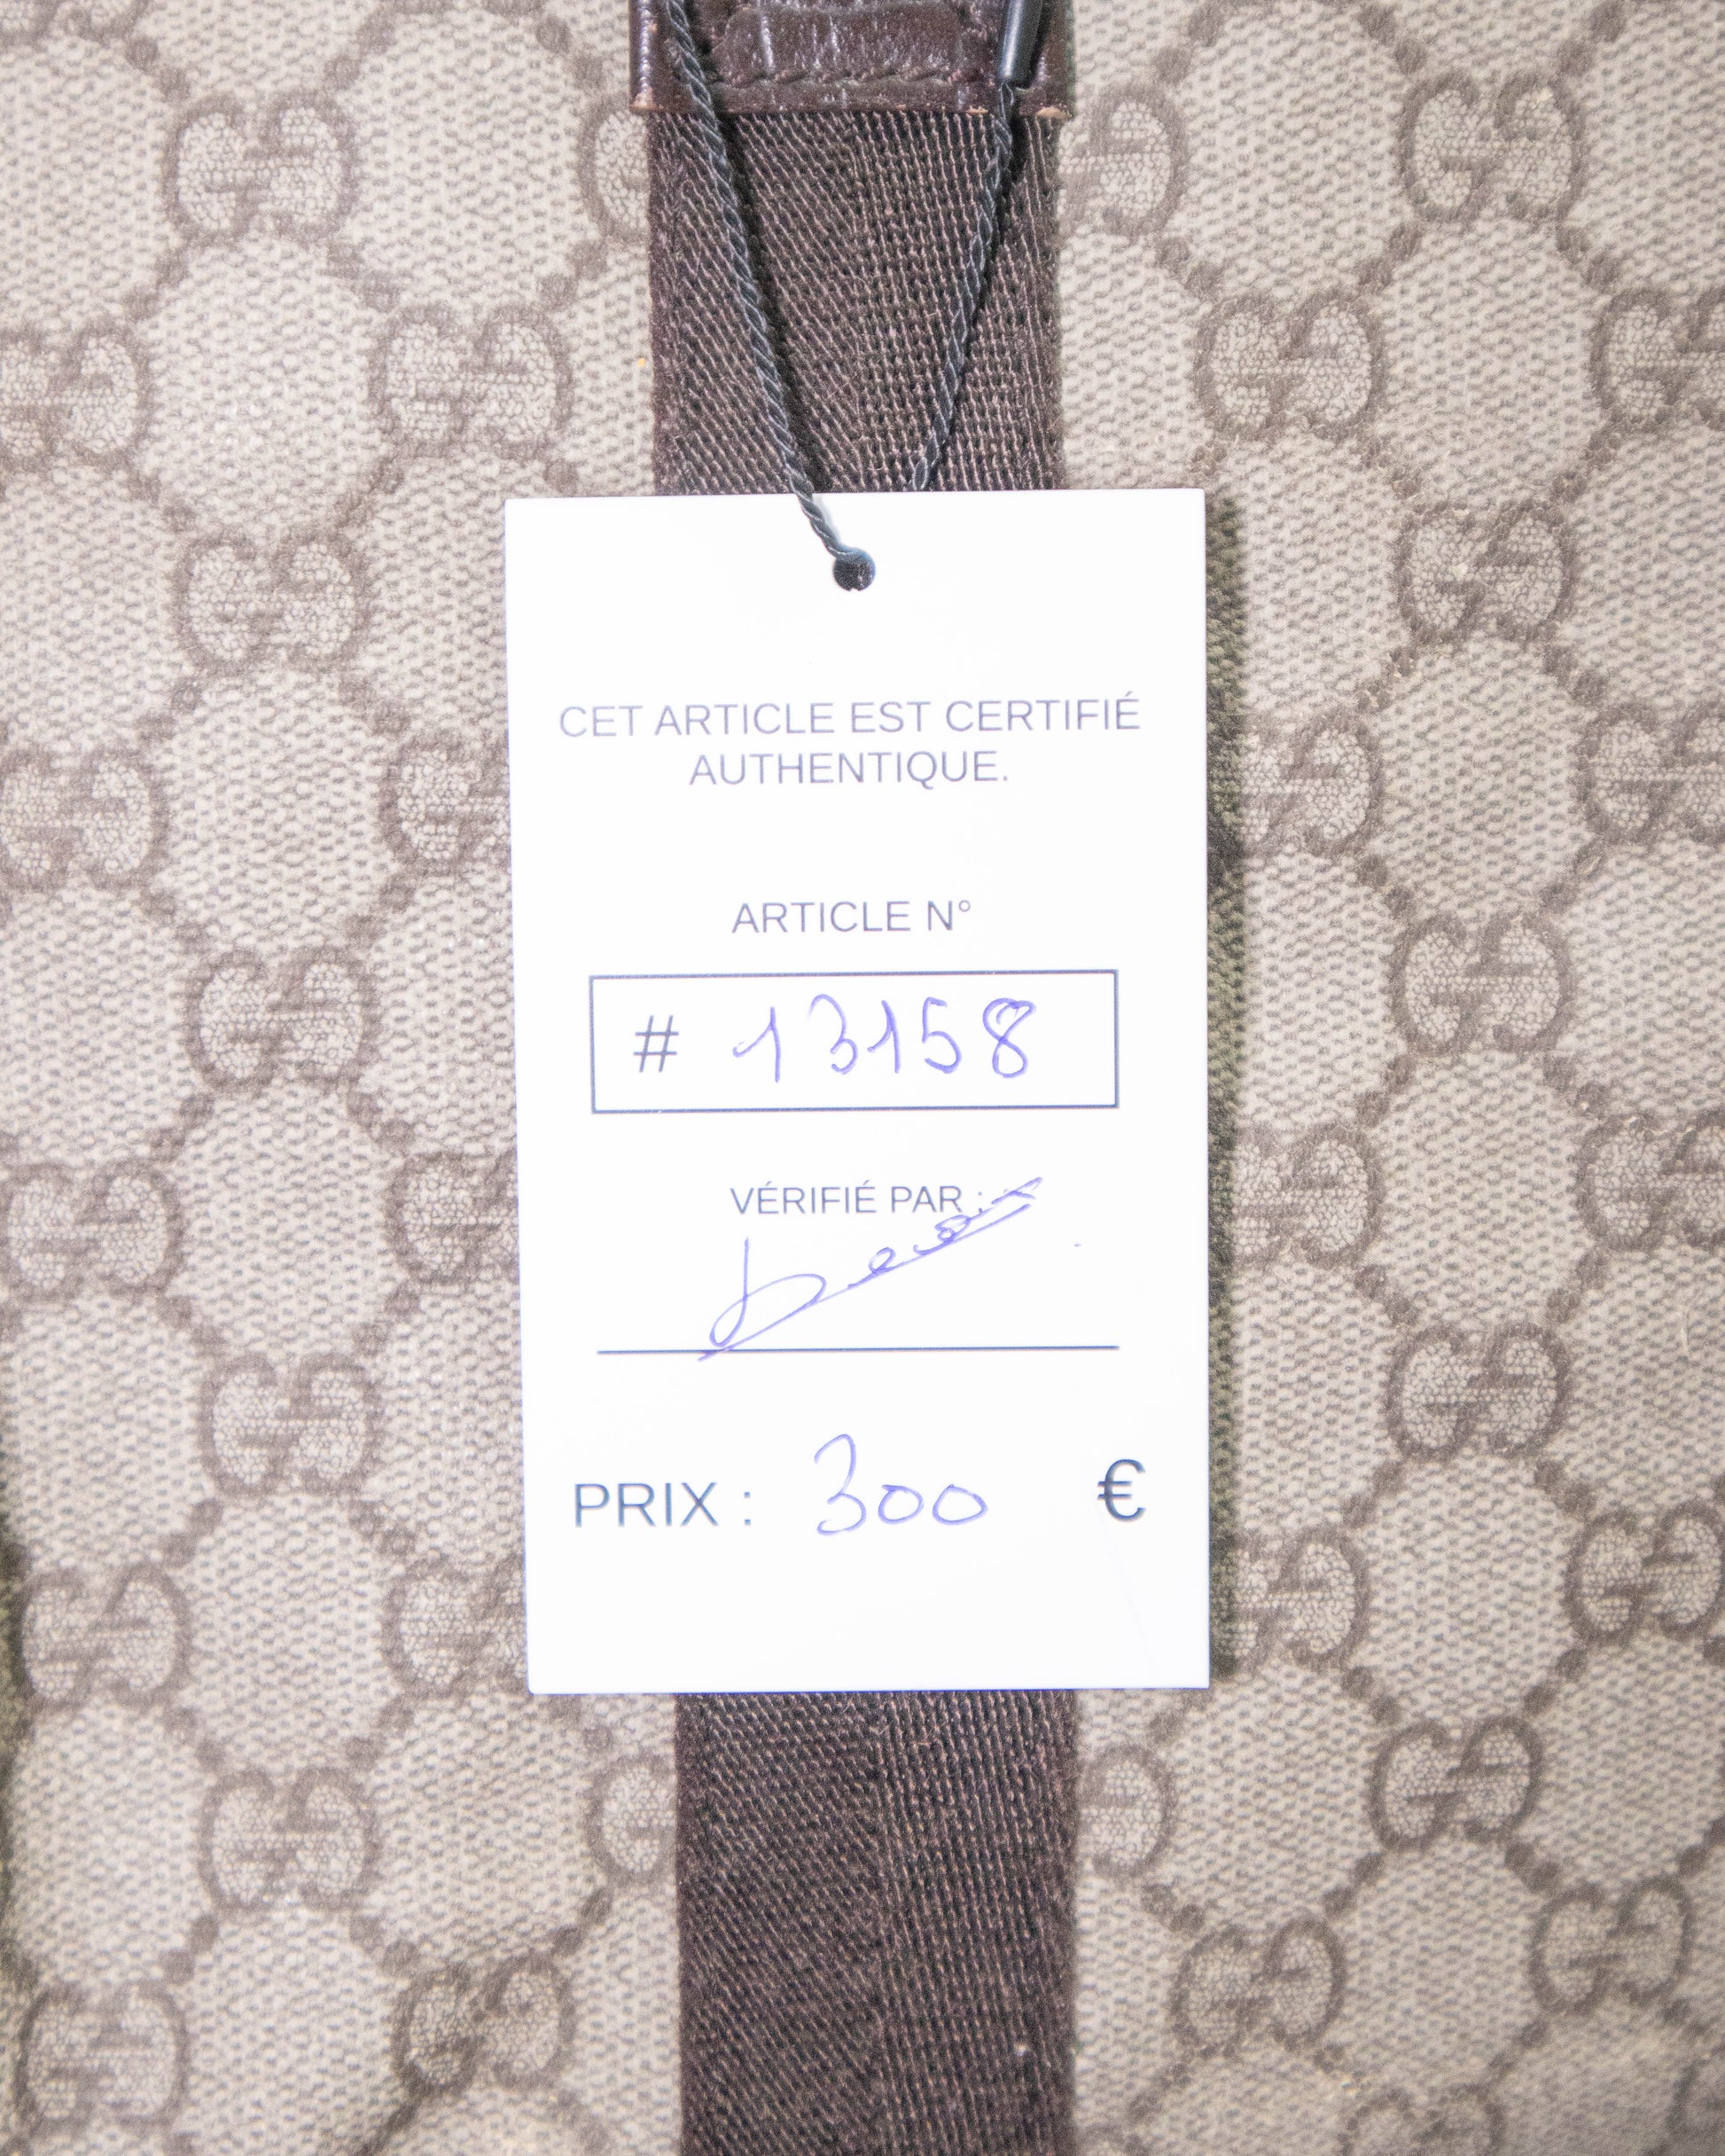 CET ARTICLE EST CERTIFIÉ
AUTHENTIQUE.
ARTICLE N°
# 13158
VÉRIFIÉ PAR :
PRIX : 300 €